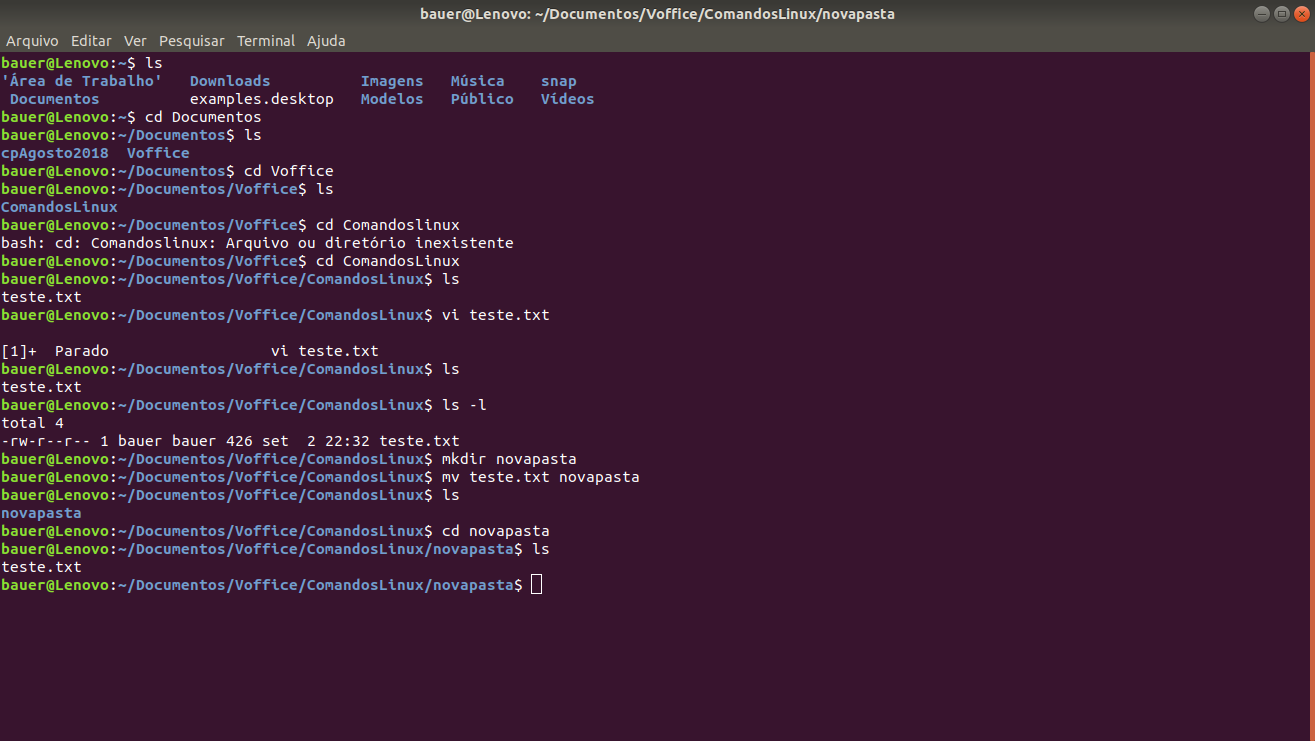 bauer@Lenovo: ~/Documentos/Voffice/ComandosLinux/novapasta
Arquivo Editar Ver Pesquisar Terminal Ajuda
bauer@Lenovo:~$ ls
'Área de Trabalho'   Downloads          Imagens   Música    snap
 Documentos          examples.desktop   Modelos   Público   Vídeos
bauer@Lenovo:~$ cd Documentos
bauer@Lenovo:~/Documentos$ ls
cpAgosto2018  Voffice
bauer@Lenovo:~/Documentos$ cd Voffice
bauer@Lenovo:~/Documentos/Voffice$ ls
ComandosLinux
bauer@Lenovo:~/Documentos/Voffice$ cd Comandoslinux
bash: cd: Comandoslinux: Arquivo ou diretório inexistente
bauer@Lenovo:~/Documentos/Voffice$ cd ComandosLinux
bauer@Lenovo:~/Documentos/Voffice/ComandosLinux$ ls
teste.txt
bauer@Lenovo:~/Documentos/Voffice/ComandosLinux$ vi teste.txt
[1]+  Parado                  vi teste.txt
bauer@Lenovo:~/Documentos/Voffice/ComandosLinux$ ls
teste.txt
bauer@Lenovo:~/Documentos/Voffice/ComandosLinux$ ls -l
total 4
-rw-r--r-- 1 bauer bauer 426 set  2 22:32 teste.txt
bauer@Lenovo:~/Documentos/Voffice/ComandosLinux$ mkdir novapasta
bauer@Lenovo:~/Documentos/Voffice/ComandosLinux$ mv teste.txt novapasta
bauer@Lenovo:~/Documentos/Voffice/ComandosLinux$ ls
novapasta
bauer@Lenovo:~/Documentos/Voffice/ComandosLinux$ cd novapasta
bauer@Lenovo:~/Documentos/Voffice/ComandosLinux/novapasta$ ls
teste.txt
bauer@Lenovo:~/Documentos/Voffice/ComandosLinux/novapasta$